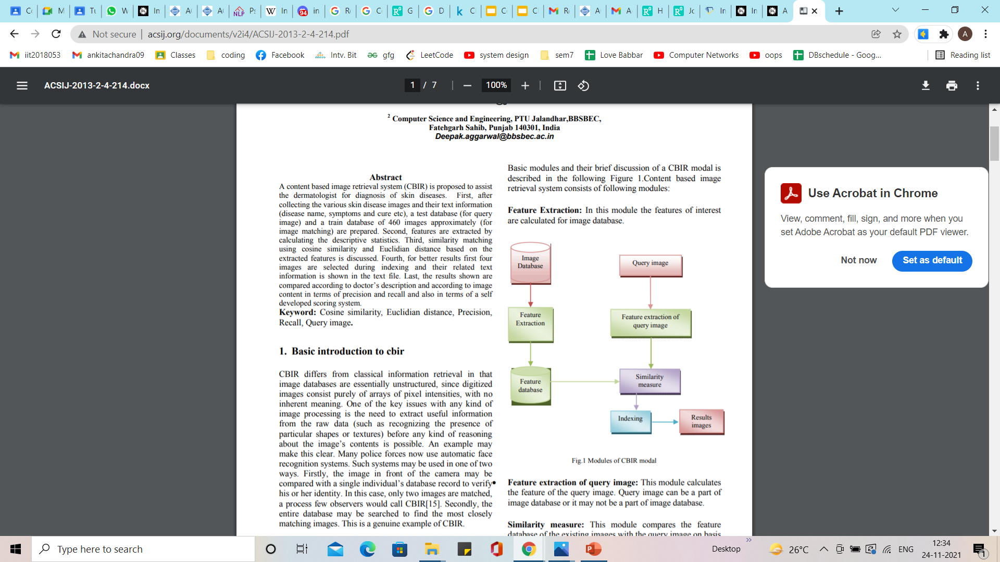 C
M
Tu
W
In
A
A
Ps
In
in
R
C
G
D
C
C
C
R
A
A
H
Jc
In
In
A
Not secure
acsij.org/documents/v2i4/ACSIJ-2013-2-4-214.pdf
A
iit2018053
ankitachandra09
Classes
coding
Facebook
Intv. Bit
gfg
LeetCode
system design
sem7
Love Babbar
Computer Networks
oops
DBschedule - Goog...
Reading list
ACSIJ-2013-2-4-214.docx
1 / 7
100%
2 Computer Science and Engineering, PTU Jalandhar,BBSBEC,
Fatehgarh Sahib, Punjab 140301, India
Deepak.aggarwal@bbsbec.ac.in
Abstract
A content based image retrieval system (CBIR) is proposed to assist
the dermatologist for diagnosis of skin diseases. First, after
collecting the various skin disease images and their text information
(disease name, symptoms and cure etc), a test database (for query
image) and a train database of 460 images approximately (for
image matching) are prepared. Second, features are extracted by
calculating the descriptive statistics. Third, similarity matching
using cosine similarity and Euclidian distance based on the
extracted features is discussed. Fourth, for better results first four
images are selected during indexing and their related text
information is shown in the text file. Last, the results shown are
compared according to doctor's description and according to image
content in terms of precision and recall and also in terms of a self
developed scoring system.
Keyword: Cosine similarity, Euclidian distance, Precision,
Recall, Query image.
1. Basic introduction to cbir
CBIR differs from classical information retrieval in that
image databases are essentially unstructured, since digitized
images consist purely of arrays of pixel intensities, with no
inherent meaning. One of the key issues with any kind of
image processing is the need to extract useful information
from the raw data (such as recognizing the presence of
particular shapes or textures) before any kind of reasoning
about the image's contents is possible. An example may
make this clear. Many police forces now use automatic face
recognition systems. Such systems may be used in one of two
ways. Firstly, the image in front of the camera may be
compared with a single individual's database record to verify
his or her identity. In this case, only two images are matched,
a process few observers would call CBIR[15]. Secondly, the
entire database may be searched to find the most closely
matching images. This is a genuine example of CBIR.
Basic modules and their brief discussion of a CBIR modal is
described in the following Figure 1.Content based image
retrieval system consists of following modules:
Feature Extraction: In this module the features of interest
are calculated for image database.
Image
Database
Query image
Feature
Extraction
Feature extraction of
query image
Feature
database
Similarity
measure
Indexing
Results
images
Fig.1 Modules of CBIR modal
Feature extraction of query image: This module calculates
the feature of the query image. Query image can be a part of
image database or it may not be a part of image database.
Similarity measure: This module compares the feature
database of the existing images with the query image on basis
Use Acrobat in Chrome
View, comment, fill, sign, and more when you
set Adobe Acrobat as your default PDF viewer.
Not now
Set as default
Type here to search
Desktop
26°C
ENG
12:34
24-11-2021
1